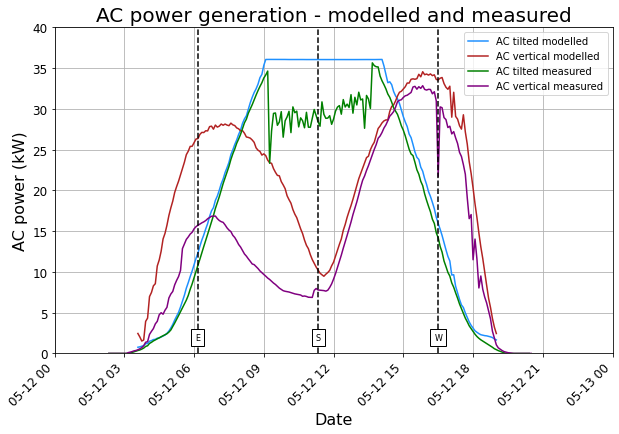 AC power generation - modelled and measured
AC power (kW)
40
35
30
25
20
15
10
5
0
AC tilted modelled
AC vertical modelled
AC tilted measured
AC vertical measured
E
S
W
05-12 00
05-12 03
05-12 06
05-12 09
05-12 12
05-12 15
05-12 18
05-12 21
05-13 00
Date